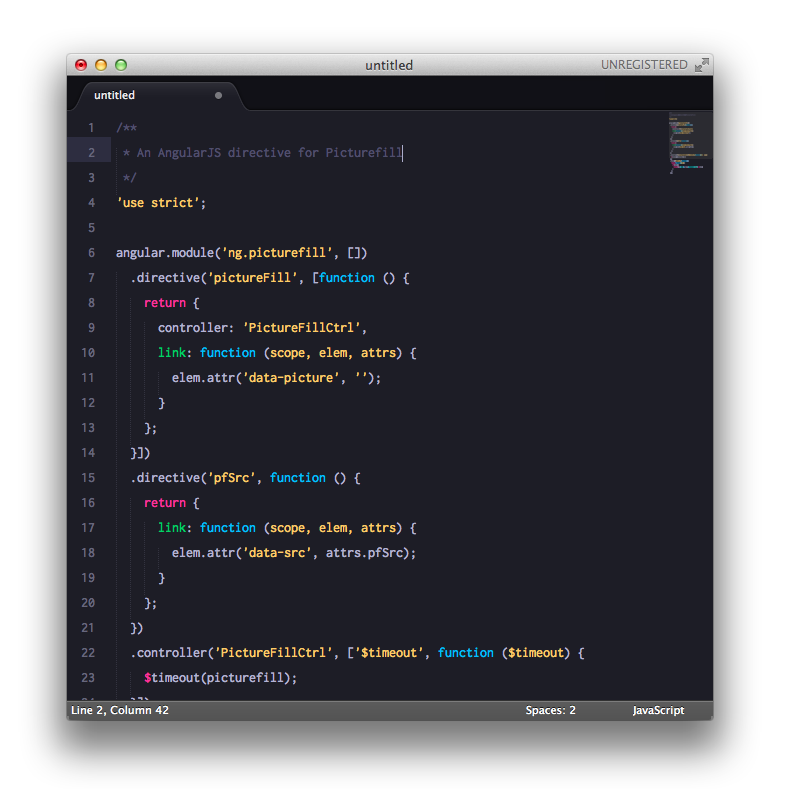 untitled
UNREGISTERED
untitled
1 /**
2  * An AngularJS directive for Picturefill
3  */
4 'use strict';
5
6 angular.module('ng.picturefill', [])
7   .directive('pictureFill', [function () {
8     return {
9       controller: 'PictureFillCtrl',
10       link: function (scope, elem, attrs) {
11         elem.attr('data-picture', '');
12       }
13     };
14   }])
15   .directive('pfSrc', function () {
16     return {
17       link: function (scope, elem, attrs) {
18         elem.attr('data-src', attrs.pfSrc);
19       }
20     };
21   })
22   .controller('PictureFillCtrl', ['$timeout', function ($timeout) {
23     $timeout(picturefill);
Line 2, Column 42
Spaces: 2
JavaScript